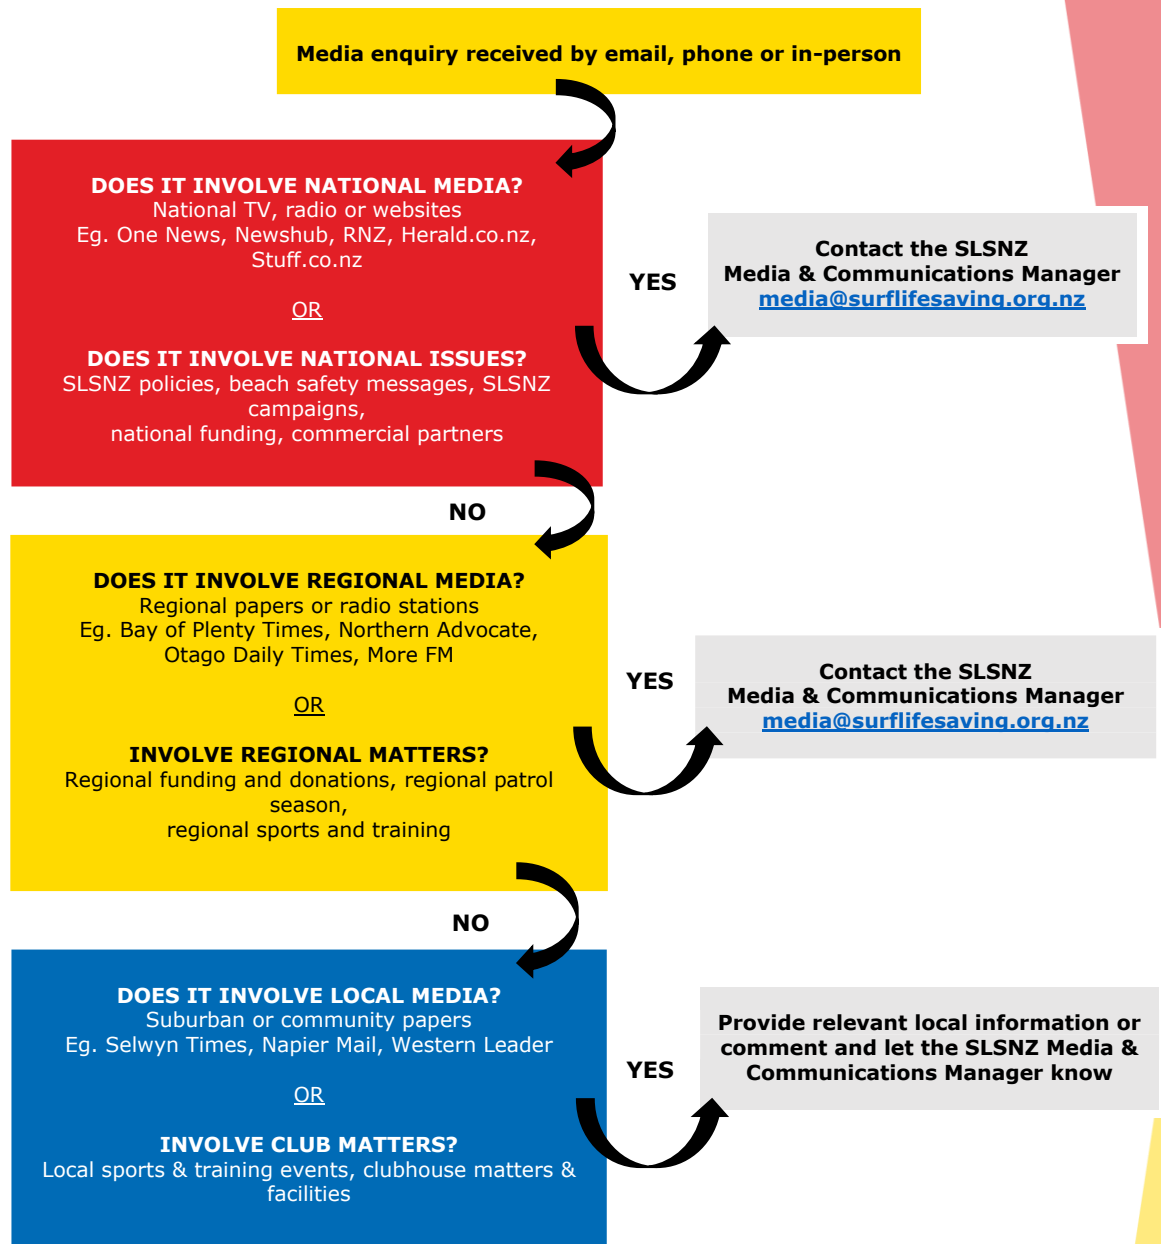 Media enquiry received by email, phone or in-person
DOES IT INVOLVE NATIONAL MEDIA?
National TV, radio or websites
Eg. One News, Newshub, RNZ, Herald.co.nz,
Stuff.co.nz
OR
DOES IT INVOLVE NATIONAL ISSUES?
SLSNZ policies, beach safety messages, SLSNZ
campaigns,
national funding, commercial partners
YES
Contact the SLSNZ
Media & Communications Manager
media@surflifesaving.org.nz
NO
DOES IT INVOLVE REGIONAL MEDIA?
Regional papers or radio stations
Eg. Bay of Plenty Times, Northern Advocate,
Otago Daily Times, More FM
OR
INVOLVE REGIONAL MATTERS?
Regional funding and donations, regional patrol
season,
regional sports and training
YES
Contact the SLSNZ
Media & Communications Manager
media@surflifesaving.org.nz
NO
DOES IT INVOLVE LOCAL MEDIA?
Suburban or community papers
Eg. Selwyn Times, Napier Mail, Western Leader
OR
INVOLVE CLUB MATTERS?
Local sports & training events, clubhouse matters &
facilities
YES
Provide relevant local information or
comment and let the SLSNZ Media &
Communications Manager know